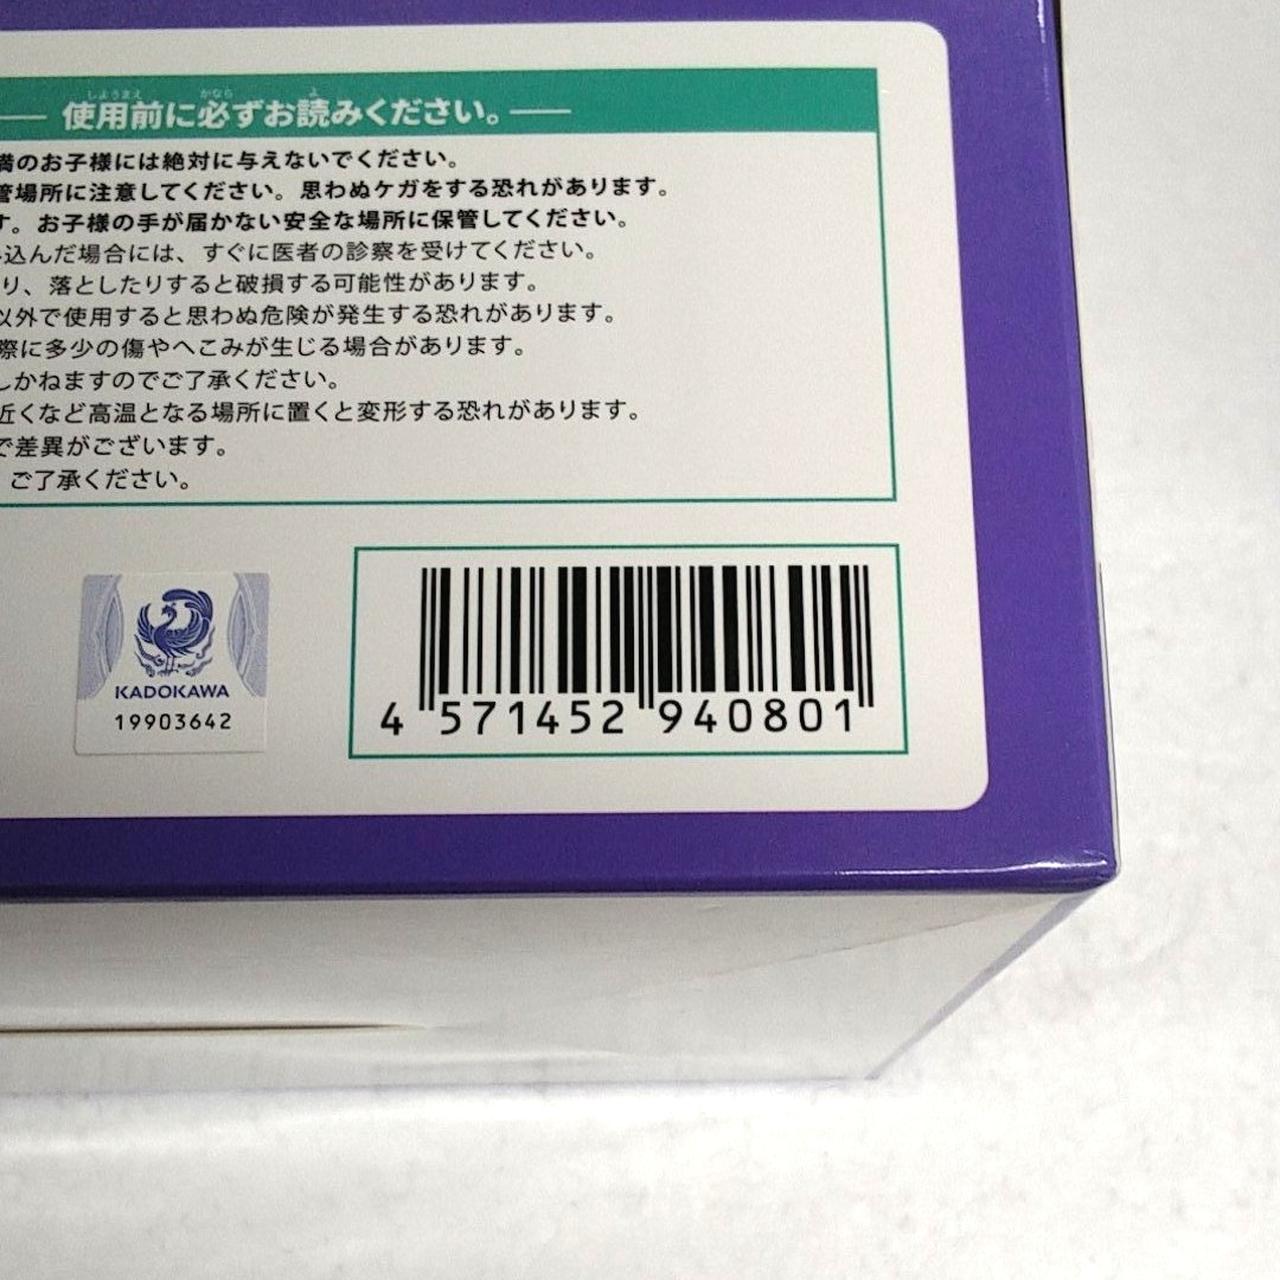 使用前に必ずお読みください。
満のお子様には絶対に与えないでください。
管場所に注意してください。思わぬケガをする恐れがあります。
す。お子様の手が届かない安全な場所に保管してください。
込んだ場合には、すぐに医者の診察を受けてください。
り、落としたりすると破損する可能性があります。
以外で使用すると思わぬ危険が発生する恐れがあります。
際に多少の傷やへこみが生じる場合があります。
しかねますのでご了承ください。
近くなど高温となる場所に置くと変形する恐れがあります。
で差異がございます。
ご了承ください。
KADOKAWA
19903642
4 571452 940801